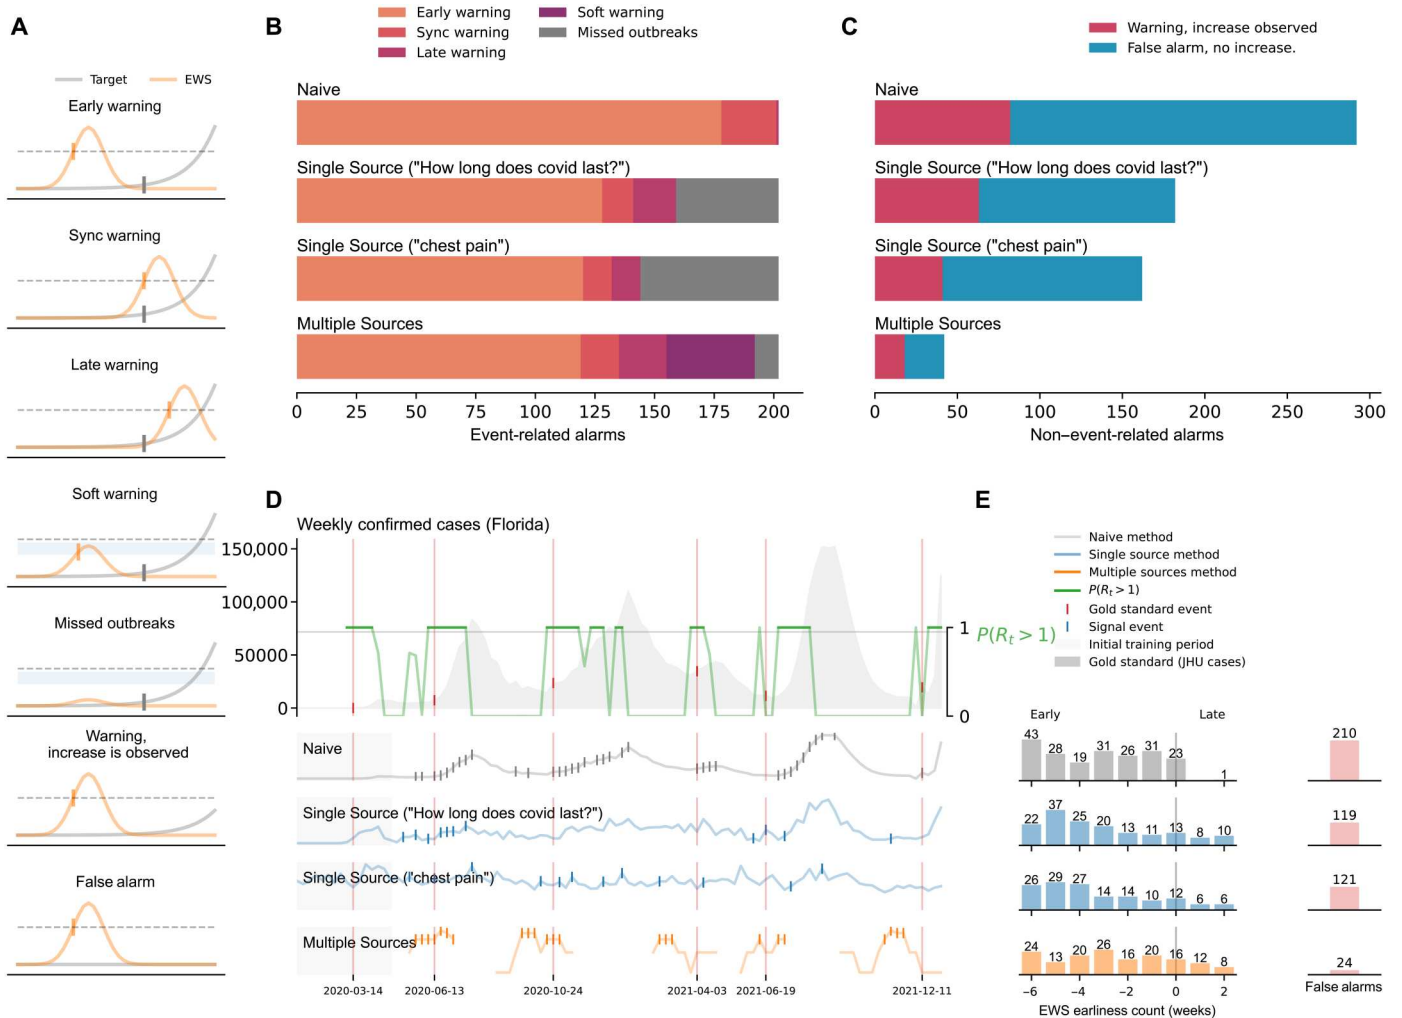 A
Target
EWS
Early warning
Sync warning
Late warning
Soft warning
Missed outbreaks
Warning,
increase is observed
False alarm
B
Early warning
Sync warning
Late warning
Soft warning
Missed outbreaks
Naive
Single Source ("How long does covid last?")
Single Source ("chest pain")
Multiple Sources
0 25 50 75 100 125 150 175 200
Event-related alarms
C
Warning, increase observed
False alarm, no increase.
Naive
Single Source ("How long does covid last?")
Single Source ("chest pain")
Multiple Sources
0 50 100 150 200 250 300
Non–event-related alarms
D
Weekly confirmed cases (Florida)
150,000
100,000
50000
0
1
P(Rt > 1)
0
Naive
Single Source ("How long does covid last?")
Single Source ("chest pain")
Multiple Sources
2020-03-14 2020-06-13 2020-10-24 2021-04-03 2021-06-19 2021-12-11
E
Naive method
Single source method
Multiple sources method
P(Rt > 1)
Gold standard event
Signal event
Initial training period
Gold standard (JHU cases)
Early Late
43 28 19 31 26 31 23 1
210
22 37 25 20 13 11 13 8 10
119
26 29 27 14 14 10 12 6 6
121
24 13 20 26 16 20 16 12 8
24
−6 −4 −2 0 2
False alarms
EWS earliness count (weeks)